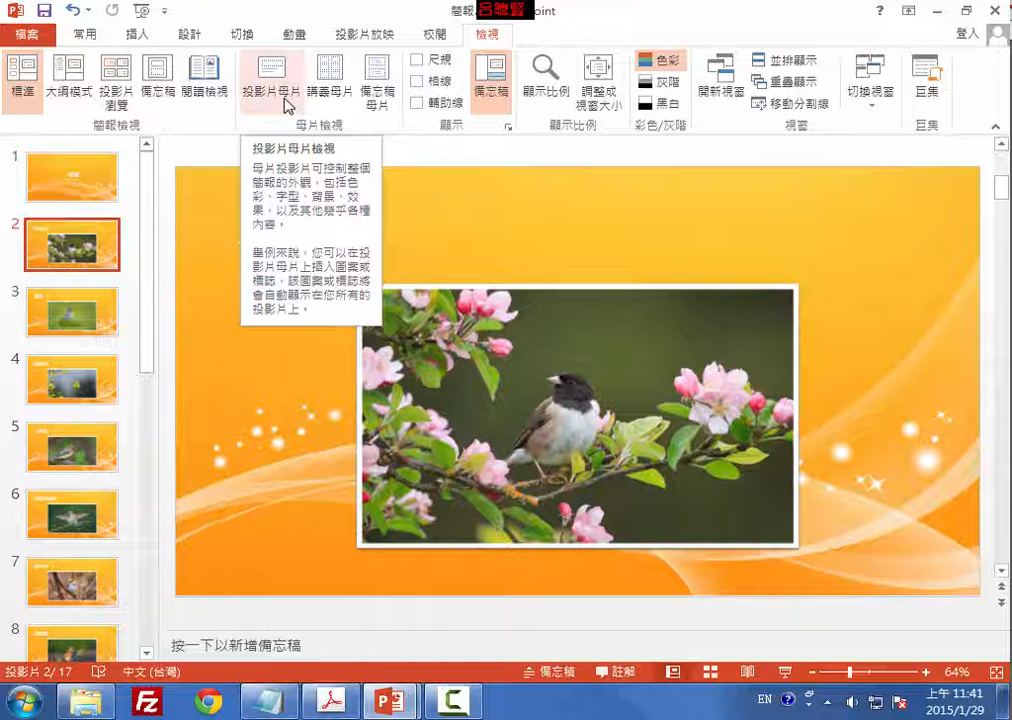 簡報 呂聰賢 oint
檔案 常用 插入 設計 切換 動畫 投影片放映 校閱 檢視 登入
標準 大綱模式 投影片瀏覽 備忘稿 閱讀檢視
簡報檢視
投影片母片 講義母片 備忘稿母片
母片檢視
尺規
格線
輔助線
備忘稿
顯示
顯示比例 調整成視窗大小
顯示比例
色彩
灰階
黑白
彩色/灰階
開新視窗
並排顯示
重疊顯示
移動分割線
切換視窗
視窗
巨集
巨集
投影片母片檢視
母片投影片可控制整個
簡報的外觀，包括色
彩、字型、背景、效
果，以及其他幾乎各種
內容。
舉例來說，您可以在投
影片母片上插入圖案或
標誌，該圖案或標誌將
會自動顯示在您所有的
投影片上。
1
2
3
4
5
6
7
8
按一下以新增備忘稿
投影片 2/17 中文 (台灣) 備忘稿 註解 64%
EN 上午 11:41
2015/1/29